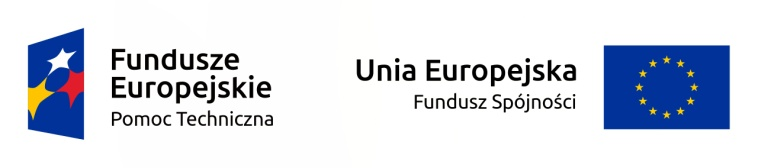 Fundusze
Europejskie
Pomoc Techniczna
Unia Europejska
Fundusz Spójności